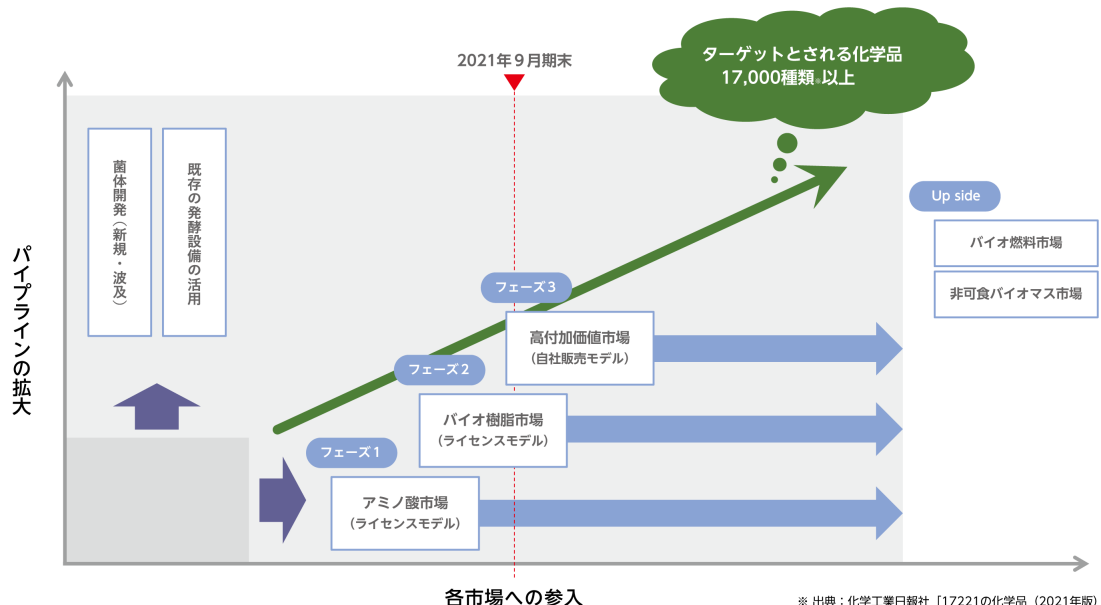 ターゲットとされる化学品
17,000種類※以上
2021年9月期末
菌体開発（新規・波及）
既存の発酵設備の活用
パイプラインの拡大
Up side
バイオ燃料市場
非可食バイオマス市場
フェーズ3
高付加価値市場
（自社販売モデル）
フェーズ2
バイオ樹脂市場
（ライセンスモデル）
フェーズ1
アミノ酸市場
（ライセンスモデル）
各市場への参入
※ 出典：化学工業日報社「17221の化学品（2021年版）